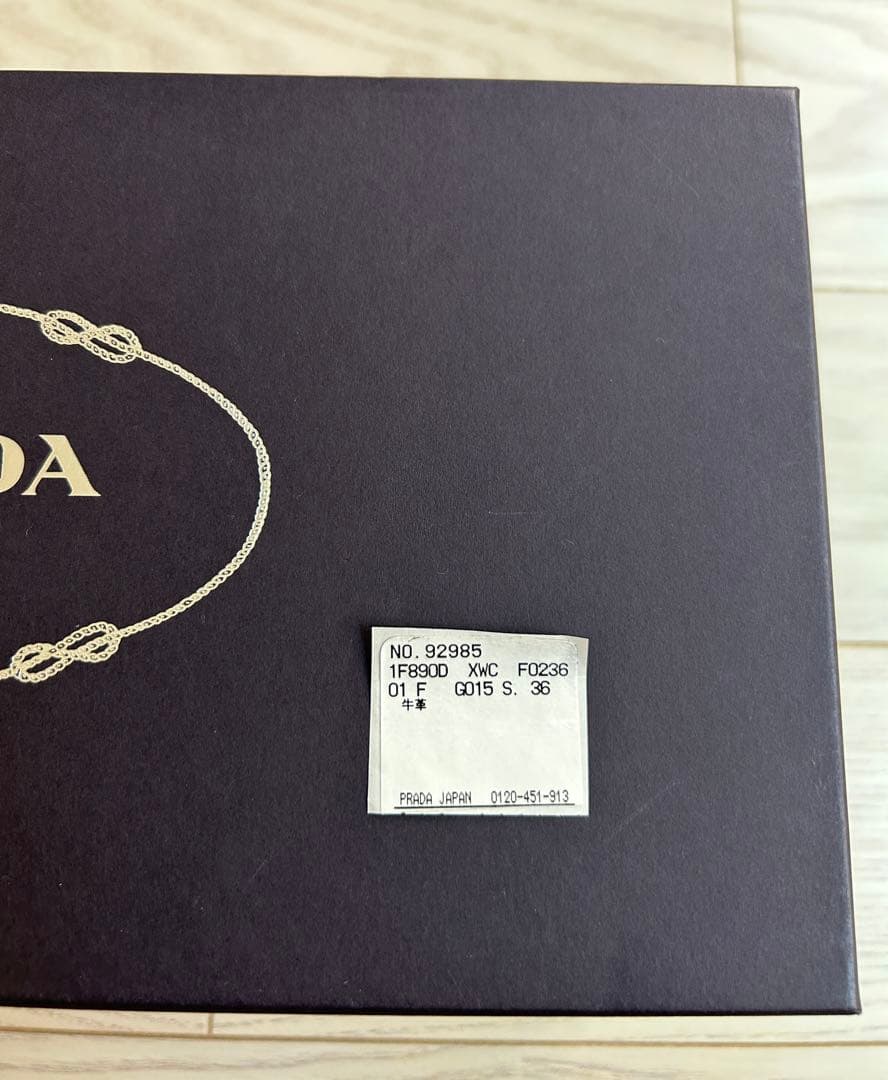 DA
NO. 92985
1F890D XWC F0236
01 F G015 S. 36
牛革
PRADA JAPAN 0120-451-913